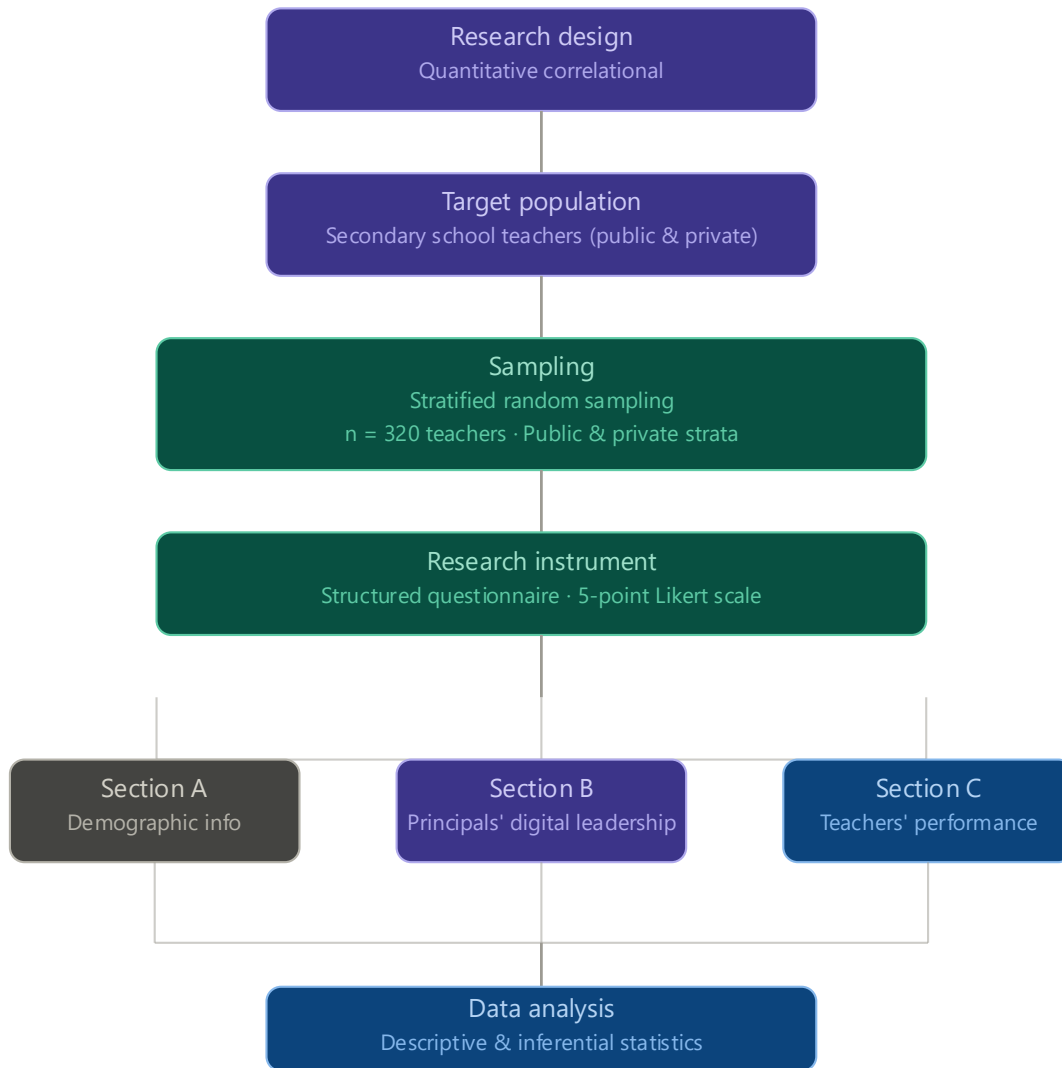 Research design
Quantitative correlational
Target population
Secondary school teachers (public & private)
Sampling
Stratified random sampling
n = 320 teachers · Public & private strata
Research instrument
Structured questionnaire · 5-point Likert scale
Section A
Demographic info
Section B
Principals' digital leadership
Section C
Teachers' performance
Data analysis
Descriptive & inferential statistics